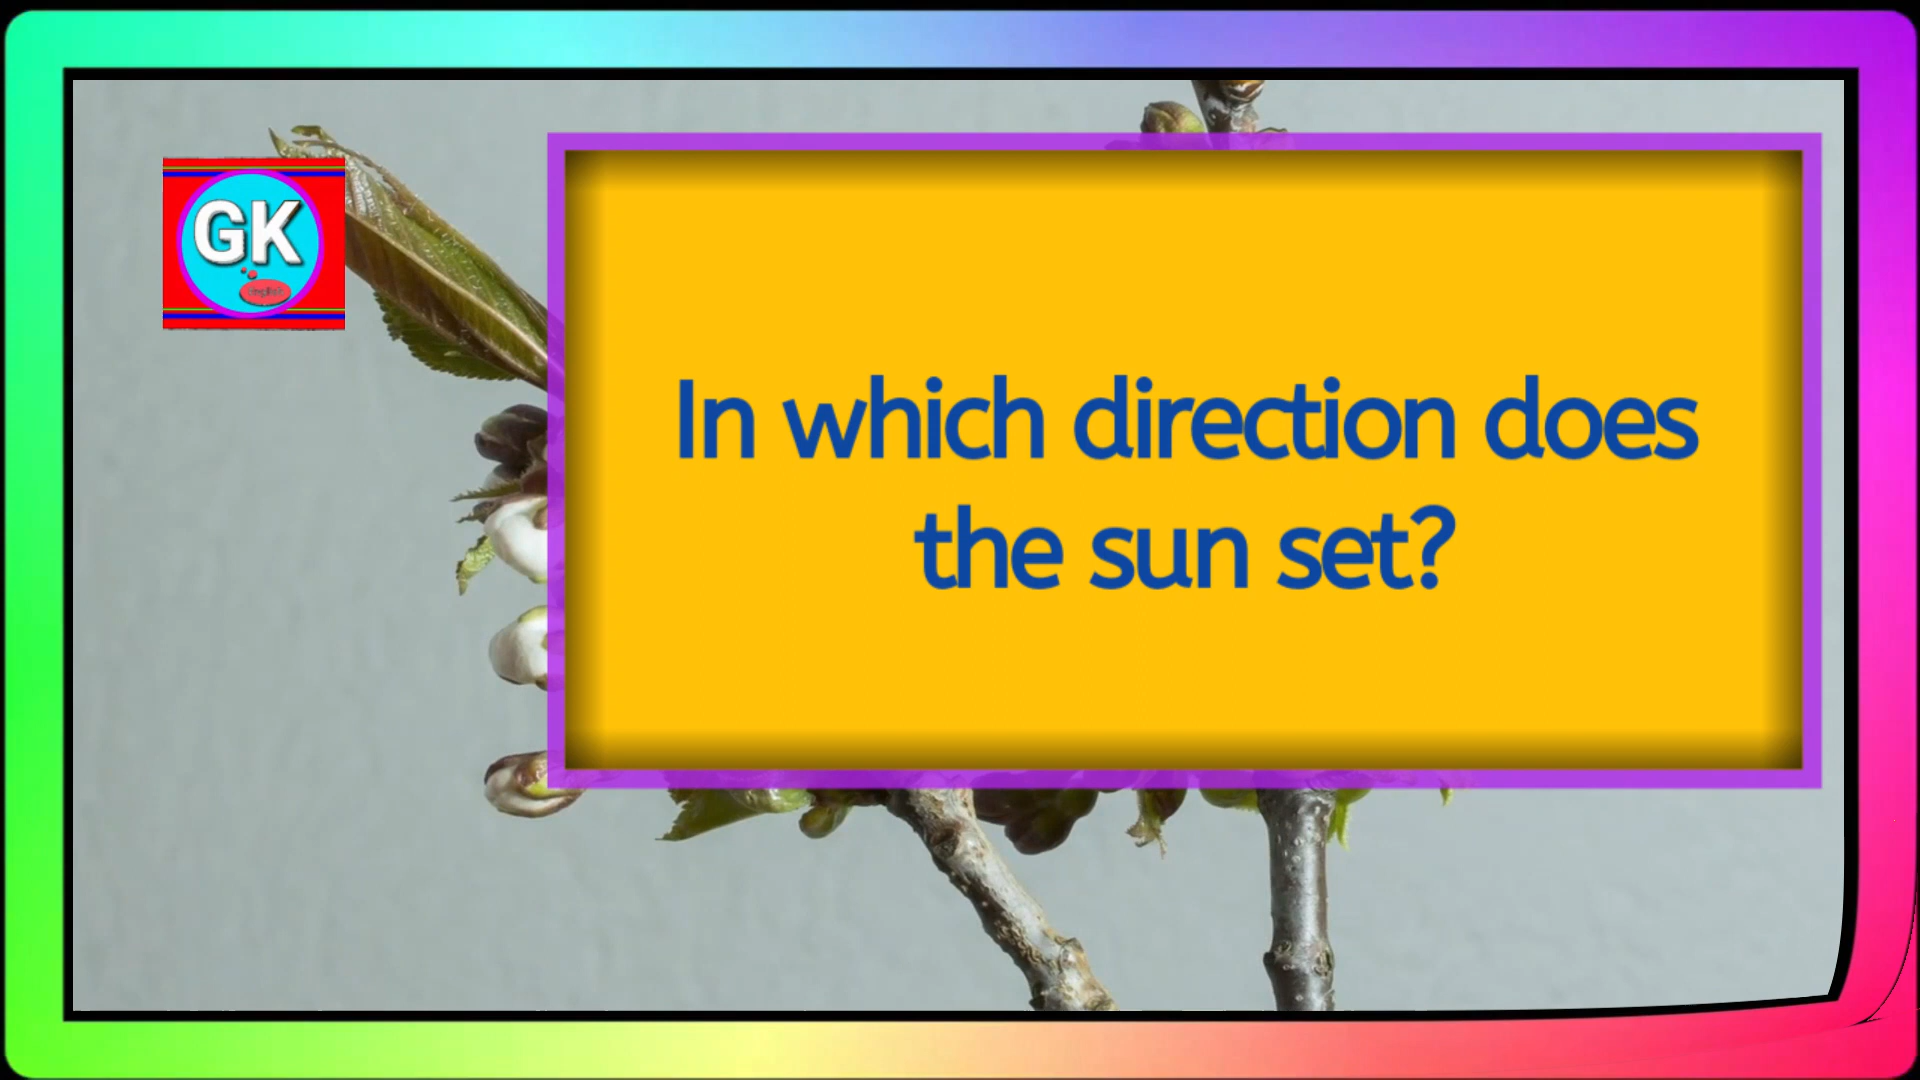 GK
In which direction does
the sun set?